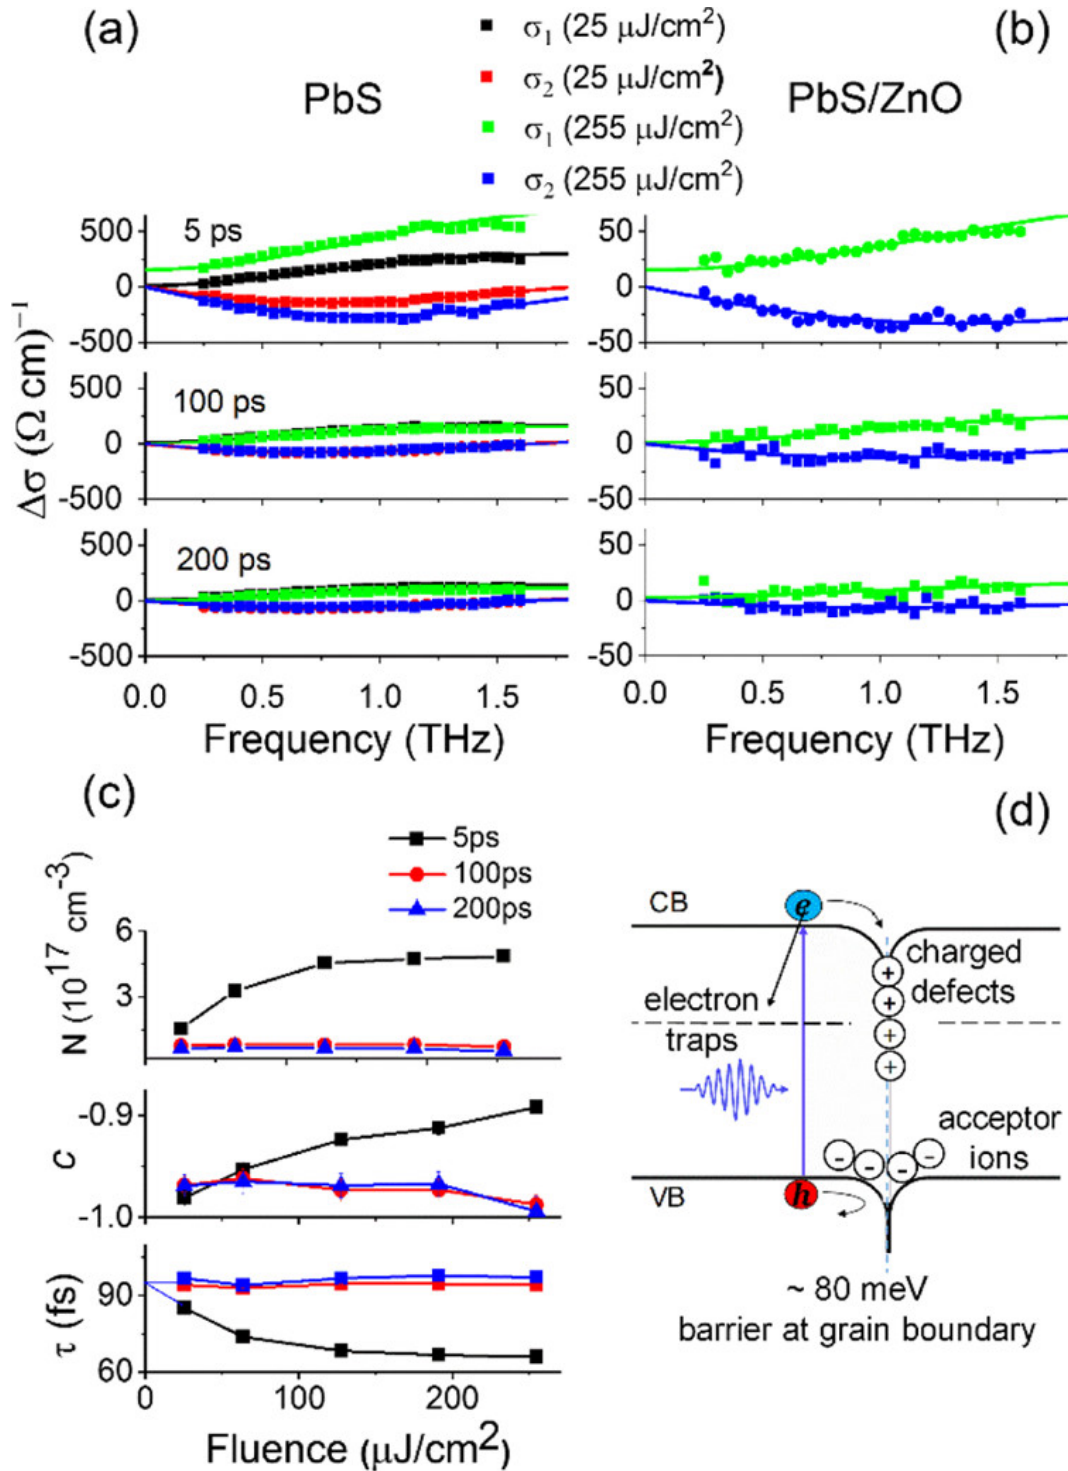 (a)
(b)
σ₁ (25 μJ/cm²)
σ₂ (25 μJ/cm²)
σ₁ (255 μJ/cm²)
σ₂ (255 μJ/cm²)
PbS
PbS/ZnO
Δσ (Ω cm)⁻¹
5 ps
500
0
-500
50
0
-50
100 ps
500
0
-500
50
0
-50
200 ps
500
0
-500
50
0
-50
0.0 0.5 1.0 1.5
0.0 0.5 1.0 1.5
Frequency (THz)
Frequency (THz)
(c)
5ps
100ps
200ps
N (10¹⁷ cm⁻³)
6
3
c
-0.9
-1.0
τ (fs)
90
60
0 100 200
Fluence (μJ/cm²)
(d)
CB
e
charged
defects
electron
traps
+
+
+
+
acceptor
ions
- - - -
VB
h
~ 80 meV
barrier at grain boundary